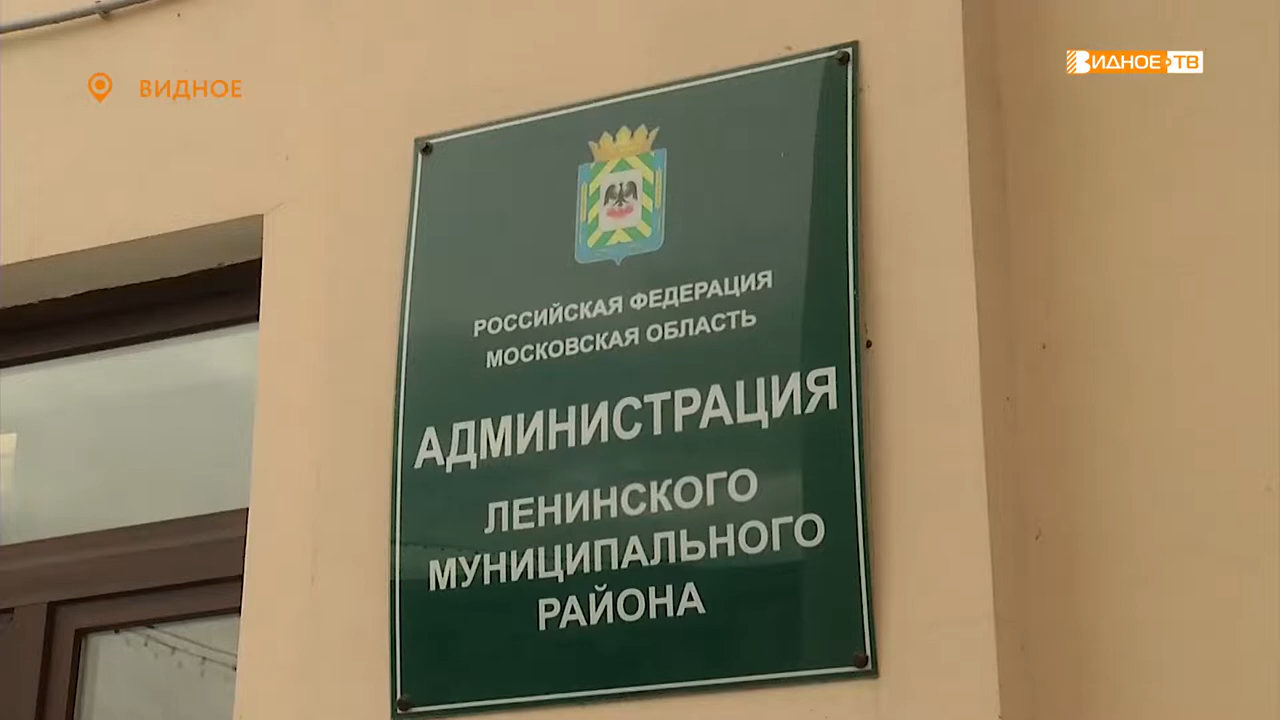 ВИДНОЕ
ВИДНОЕ ТВ
РОССИЙСКАЯ ФЕДЕРАЦИЯ
МОСКОВСКАЯ ОБЛАСТЬ
АДМИНИСТРАЦИЯ
ЛЕНИНСКОГО
МУНИЦИПАЛЬНОГО
РАЙОНА